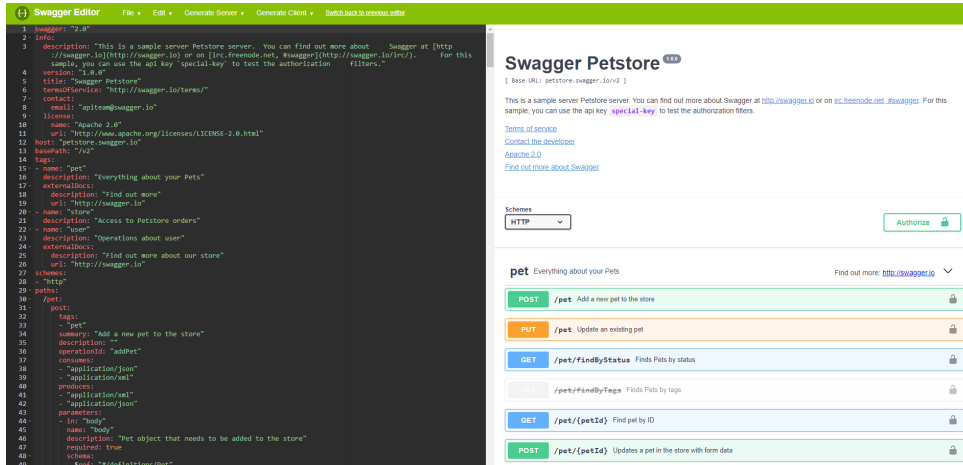 Swagger Editor File Edit Generate Server Generate Client Switch back to previous editor
1 swagger: "2.0"
2 info:
3 description: "This is a sample server Petstore server. You can find out more about Swagger at [http
://swagger.io](http://swagger.io) or on [irc.freenode.net, #swagger](http://swagger.io/irc/). For this
sample, you can use the api key `special-key` to test the authorization filters."
4 version: "1.0.0"
5 title: "Swagger Petstore"
6 termsOfService: "http://swagger.io/terms/"
7 contact:
8 email: "apiteam@swagger.io"
9 license:
10 name: "Apache 2.0"
11 url: "http://www.apache.org/licenses/LICENSE-2.0.html"
12 host: "petstore.swagger.io"
13 basePath: "/v2"
14 tags:
15 - name: "pet"
16 description: "Everything about your Pets"
17 externalDocs:
18 description: "Find out more"
19 url: "http://swagger.io"
20 - name: "store"
21 description: "Access to Petstore orders"
22 - name: "user"
23 description: "Operations about user"
24 externalDocs:
25 description: "Find out more about our store"
26 url: "http://swagger.io"
27 schemes:
28 - "http"
29 paths:
30 /pet:
31 post:
32 tags:
33 - "pet"
34 summary: "Add a new pet to the store"
35 description: ""
36 operationId: "addPet"
37 consumes:
38 - "application/json"
39 - "application/xml"
40 produces:
41 - "application/xml"
42 - "application/json"
43 parameters:
44 - in: "body"
45 name: "body"
46 description: "Pet object that needs to be added to the store"
47 required: true
48 schema:
49 $ref: "#/definitions/Pet"
Swagger Petstore 1.0.0
[ Base URL: petstore.swagger.io/v2 ]
This is a sample server Petstore server. You can find out more about Swagger at http://swagger.io or on irc.freenode.net, #swagger. For this
sample, you can use the api key special-key to test the authorization filters.
Terms of service
Contact the developer
Apache 2.0
Find out more about Swagger
Schemes
HTTP
Authorize
pet Everything about your Pets Find out more: http://swagger.io
POST /pet Add a new pet to the store
PUT /pet Update an existing pet
GET /pet/findByStatus Finds Pets by status
GET /pet/findByTags Finds Pets by tags
GET /pet/{petId} Find pet by ID
POST /pet/{petId} Updates a pet in the store with form data